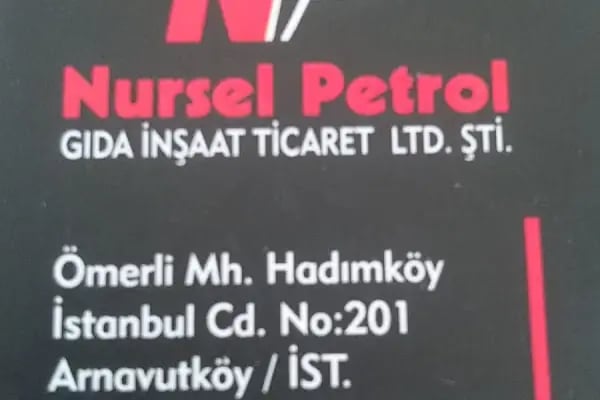 Nursel Petrol
GIDA İNŞAAT TİCARET LTD. ŞTİ.
Ömerli Mh. Hadımköy
İstanbul Cd. No:201
Arnavutköy / İST.